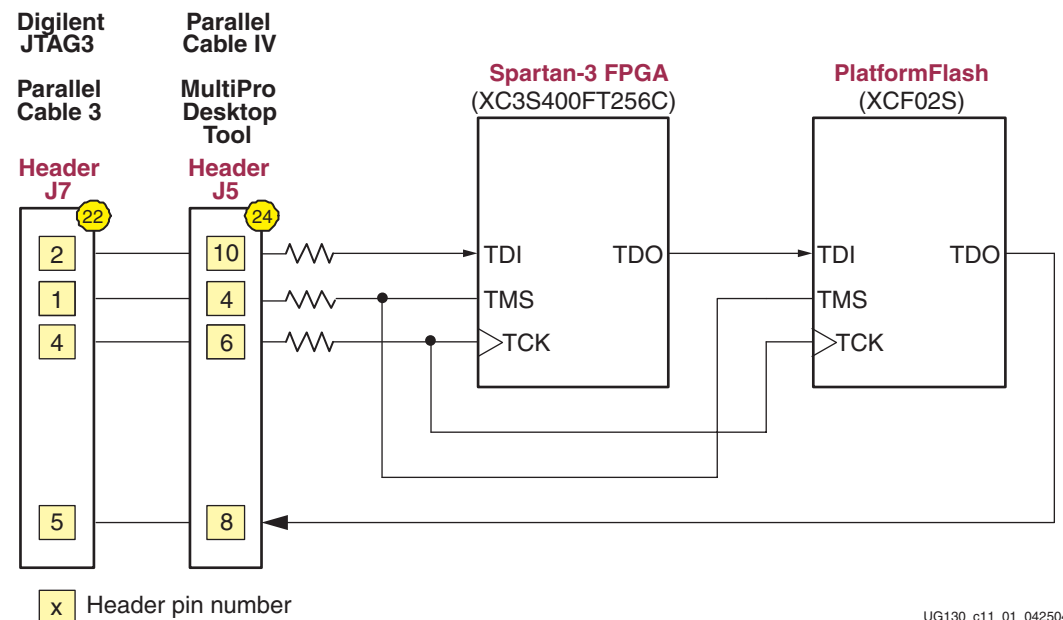 Digilent
JTAG3
Parallel
Cable 3
Header
J7
22
2
1
4
5
Parallel
Cable IV
MultiPro
Desktop
Tool
Header
J5
24
10
4
6
8
Spartan-3 FPGA
(XC3S400FT256C)
TDI
TDO
TMS
TCK
PlatformFlash
(XCF02S)
TDI
TDO
TMS
TCK
x Header pin number
UG130_c11_01_042504